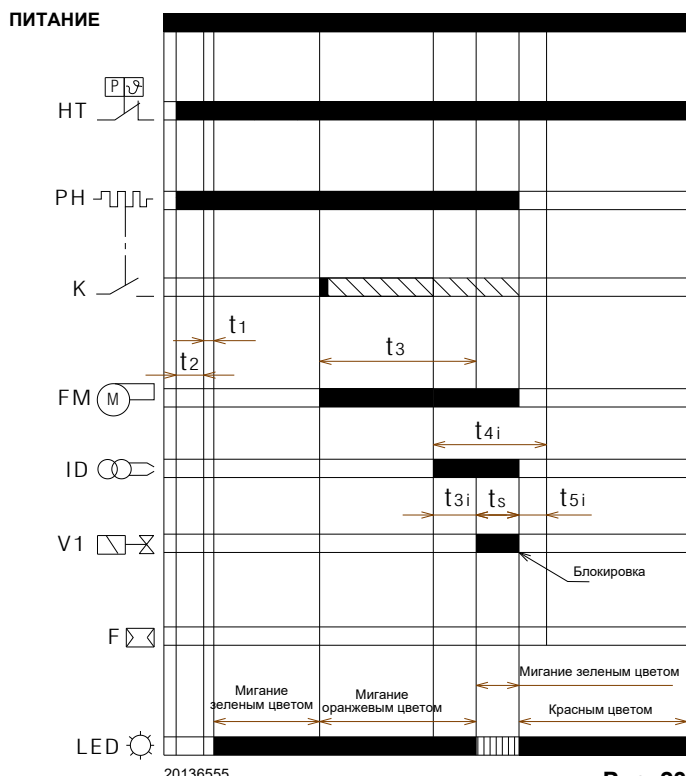 ПИТАНИЕ
P ϑ
HT
PH
K
t1
t2
t3
FM M
t4i
ID
t3i ts t5i
V1
Блокировка
F
Мигание зеленым цветом
Мигание
зеленым цветом
Мигание
оранжевым цветом
Красным цветом
LED
20136555